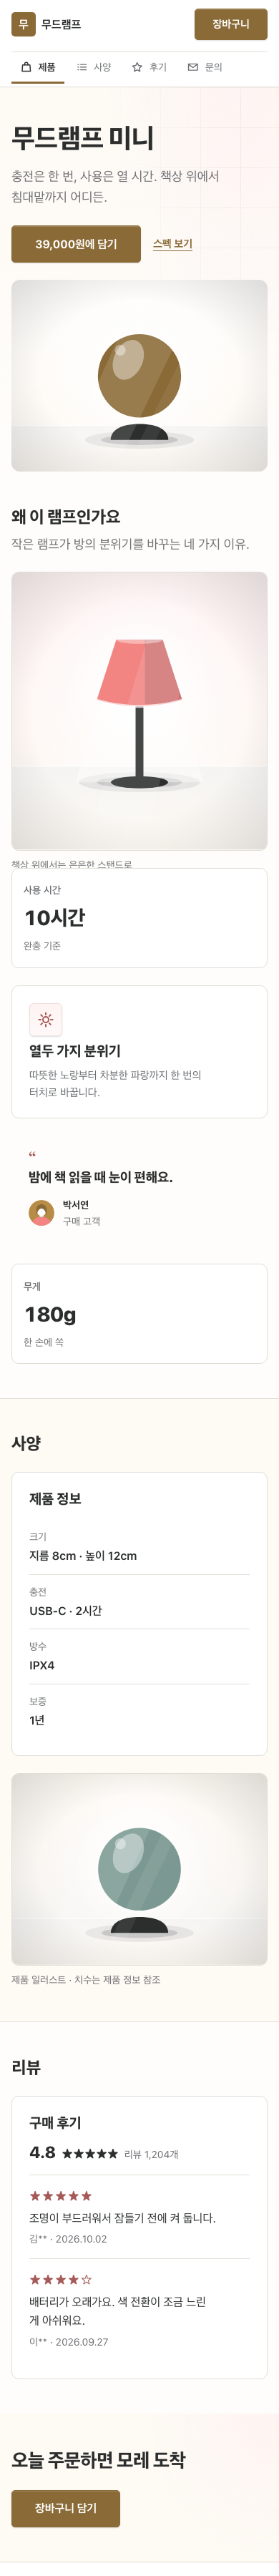 무 무드램프
장바구니
제품 사양 후기 문의
무드램프 미니
충전은 한 번, 사용은 열 시간. 책상 위에서
침대맡까지 어디든.
39,000원에 담기 스펙 보기
왜 이 램프인가요
작은 램프가 방의 분위기를 바꾸는 네 가지 이유.
책상 위에서는 은은한 스탠드로
사용 시간
10시간
완충 기준
열두 가지 분위기
따뜻한 노랑부터 차분한 파랑까지 한 번의
터치로 바꿉니다.
“
밤에 책 읽을 때 눈이 편해요.
박서연
구매 고객
무게
180g
한 손에 쏙
사양
제품 정보
크기
지름 8cm · 높이 12cm
충전
USB-C · 2시간
방수
IPX4
보증
1년
제품 일러스트 · 치수는 제품 정보 참조
리뷰
구매 후기
4.8 ★★★★★ 리뷰 1,204개
★★★★★
조명이 부드러워서 잠들기 전에 켜 둡니다.
김** · 2026.10.02
★★★★☆
배터리가 오래가요. 색 전환이 조금 느린
게 아쉬워요.
이** · 2026.09.27
오늘 주문하면 모레 도착
장바구니 담기